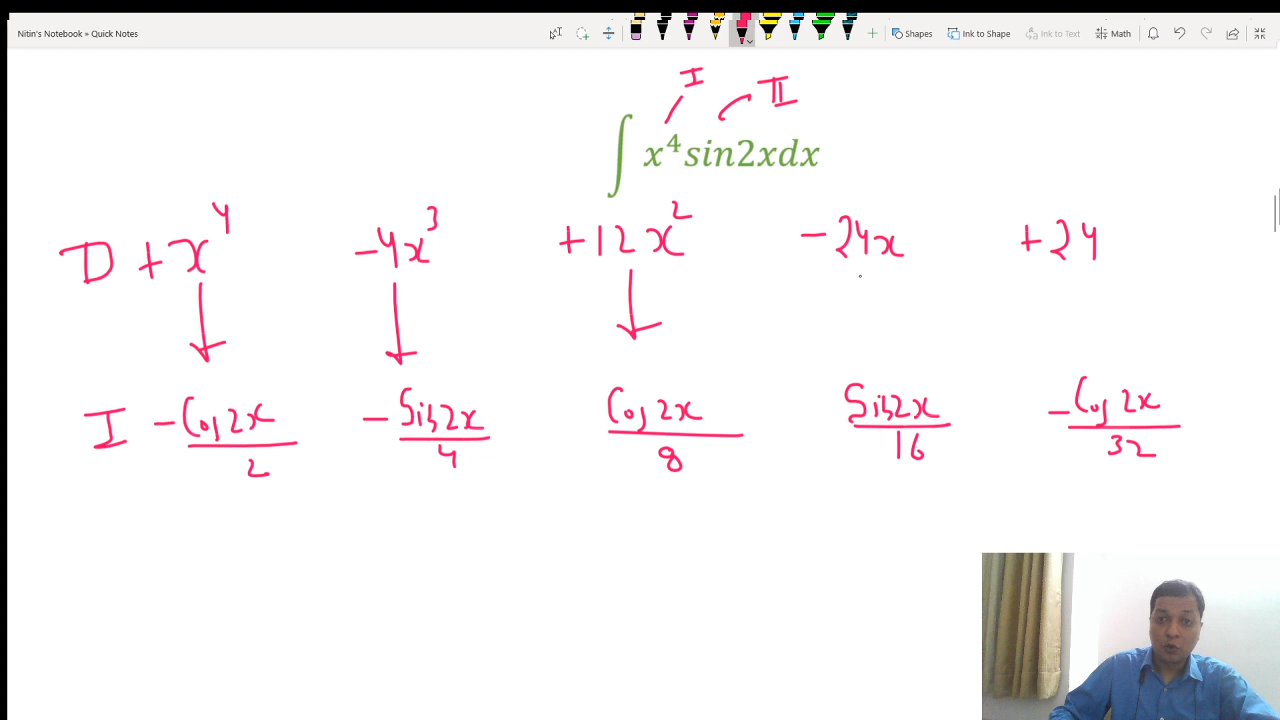 Nitin's Notebook » Quick Notes
Shapes Ink to Shape Ink to Text Math
I II
∫ x⁴sin2xdx
D +x⁴ -4x³ +12x² -24x +24
I -Cos2x/2 -Sin2x/4 Cos2x/8 Sin2x/16 -Cos2x/32